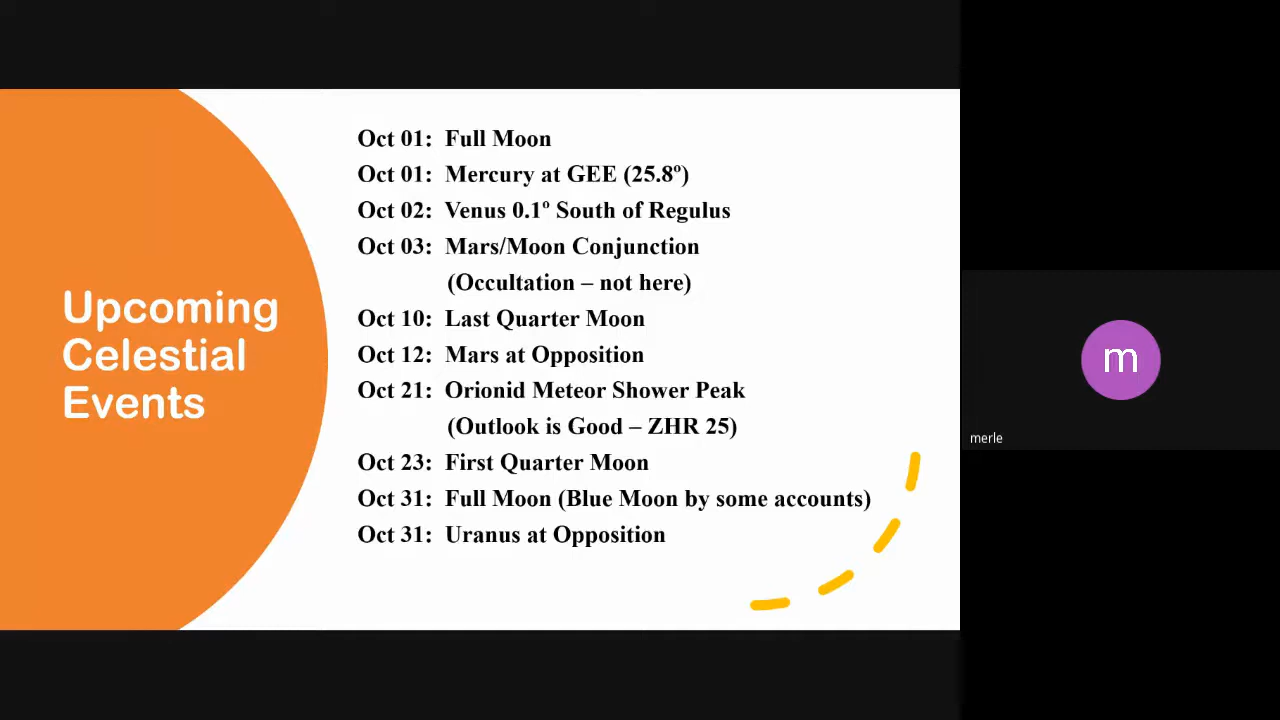 Upcoming
Celestial
Events
Oct 01: Full Moon
Oct 01: Mercury at GEE (25.8º)
Oct 02: Venus 0.1º South of Regulus
Oct 03: Mars/Moon Conjunction
(Occultation – not here)
Oct 10: Last Quarter Moon
Oct 12: Mars at Opposition
Oct 21: Orionid Meteor Shower Peak
(Outlook is Good – ZHR 25)
Oct 23: First Quarter Moon
Oct 31: Full Moon (Blue Moon by some accounts)
Oct 31: Uranus at Opposition
m
merle